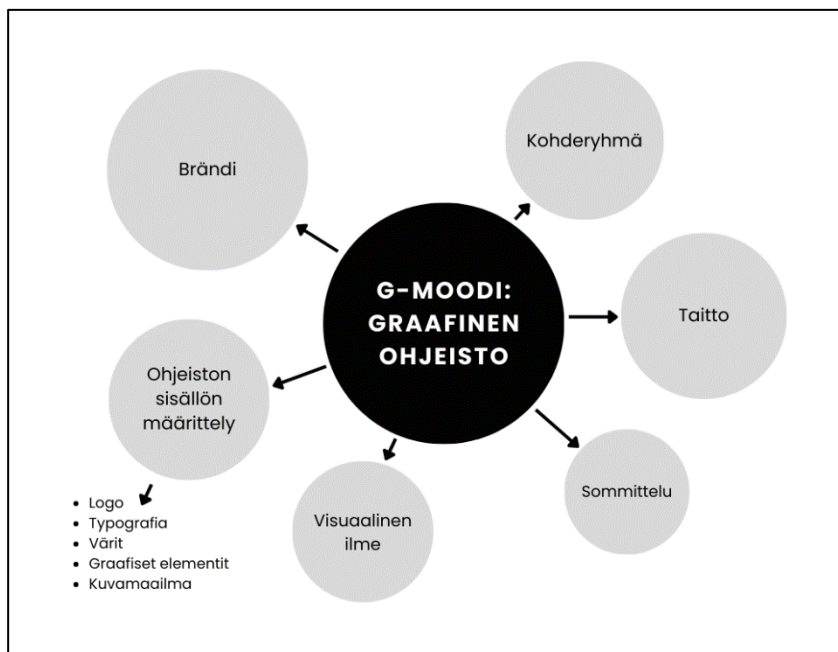 Brändi
Kohderyhmä
G-MOODI:
GRAAFINEN
OHJEISTO
Taitto
Ohjeiston
sisällön
määrittely
Sommittelu
Visuaalinen
ilme
• Logo
• Typografia
• Värit
• Graafiset elementit
• Kuvamaailma